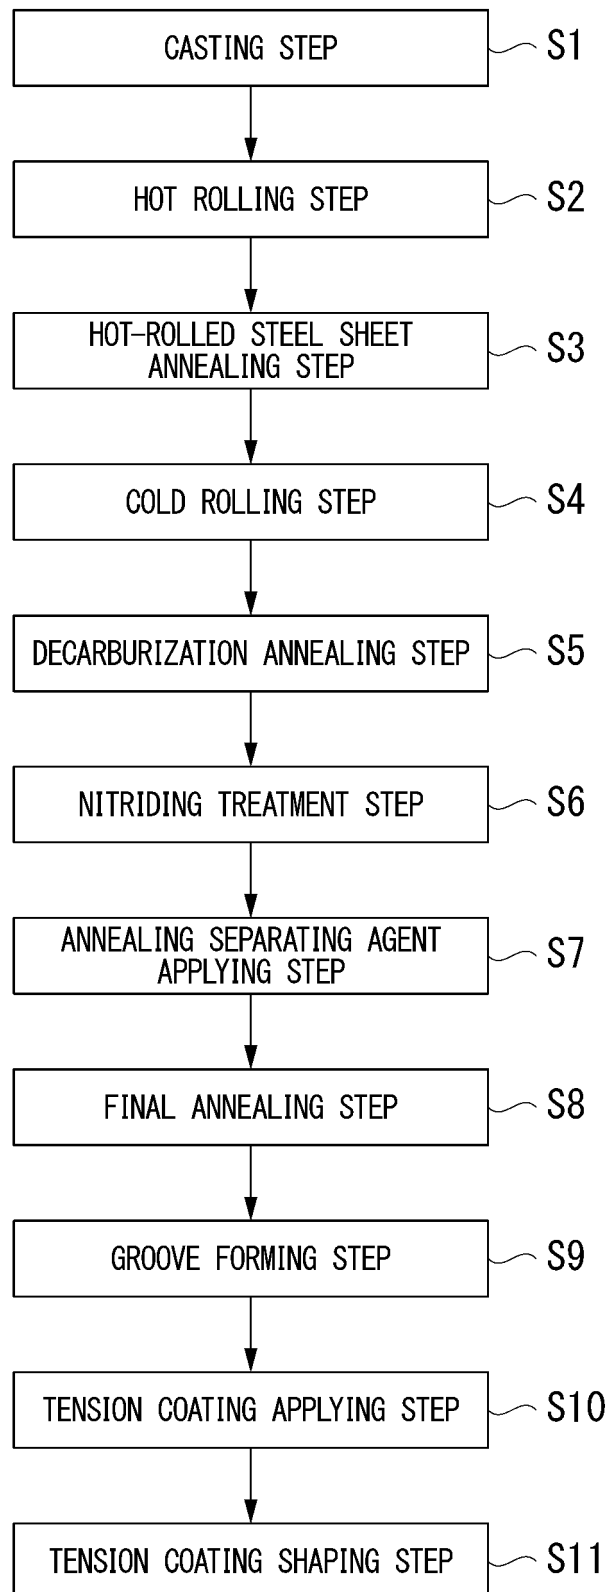 CASTING STEP
S1
HOT ROLLING STEP
S2
HOT-ROLLED STEEL SHEET
ANNEALING STEP
S3
COLD ROLLING STEP
S4
DECARBURIZATION ANNEALING STEP
S5
NITRIDING TREATMENT STEP
S6
ANNEALING SEPARATING AGENT
APPLYING STEP
S7
FINAL ANNEALING STEP
S8
GROOVE FORMING STEP
S9
TENSION COATING APPLYING STEP
S10
TENSION COATING SHAPING STEP
S11